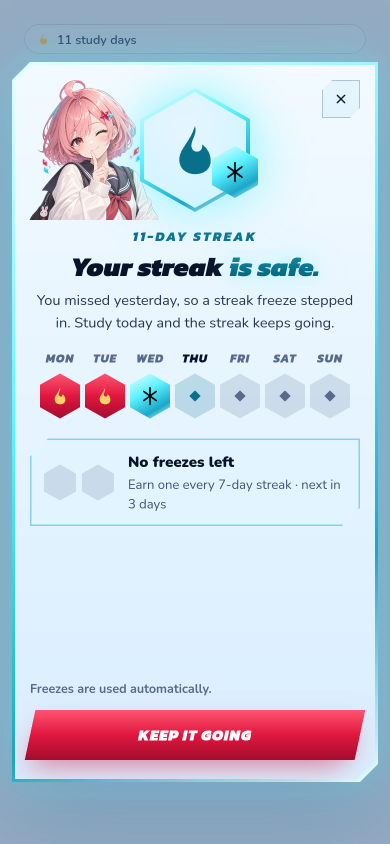 11 study days
11-DAY STREAK
Your streak is safe.
You missed yesterday, so a streak freeze stepped
in. Study today and the streak keeps going.
MON TUE WED THU FRI SAT SUN
No freezes left
Earn one every 7-day streak · next in
3 days
Freezes are used automatically.
KEEP IT GOING